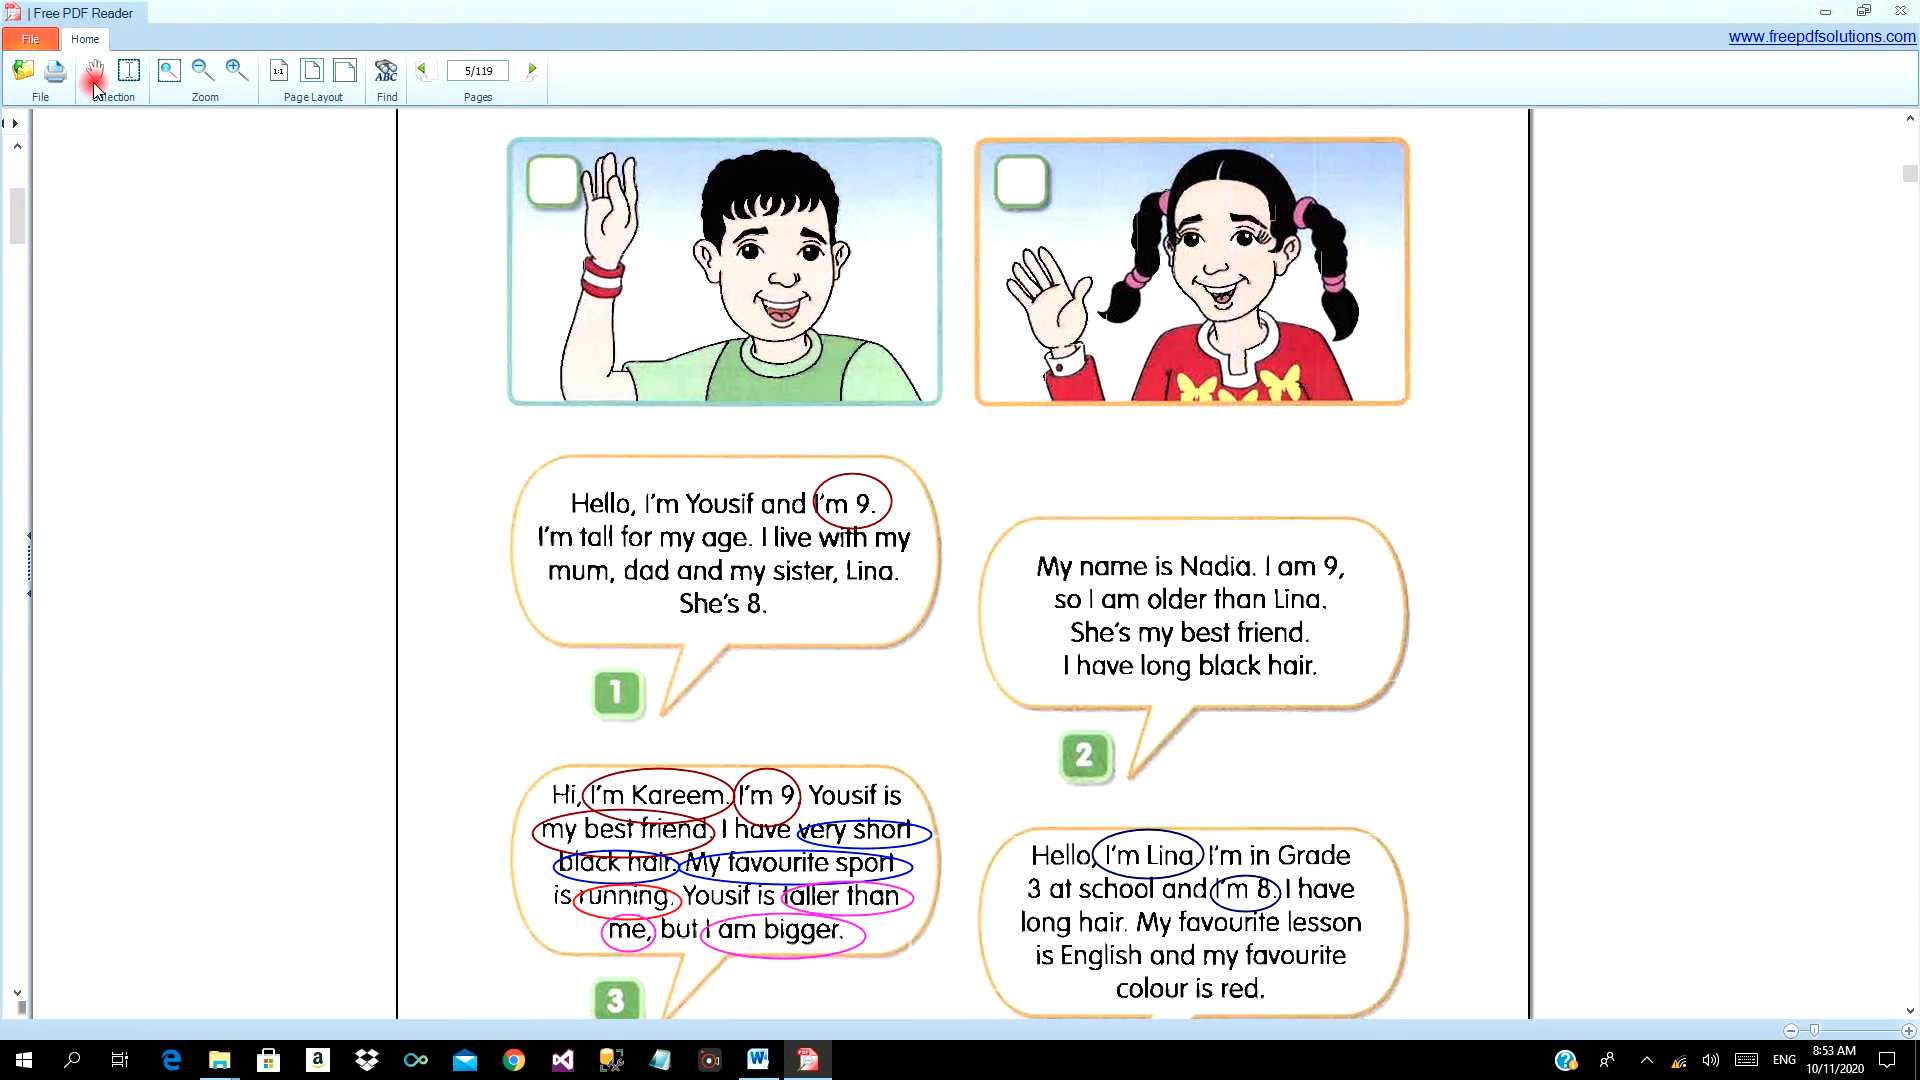 | Free PDF Reader
File
Home
www.freepdfsolutions.com
1:1
ABC
5/119
File
Zoom
Page Layout
Find
Pages
Hello, I'm Yousif and I'm 9.
I'm tall for my age. I live with my
mum, dad and my sister, Lina.
She's 8.
1
My name is Nadia. I am 9,
so I am older than Lina.
She's my best friend.
I have long black hair.
2
Hi, I'm Kareem. I'm 9. Yousif is
my best friend. I have very short
black hair. My favourite sport
is running. Yousif is taller than
me, but I am bigger.
3
Hello, I'm Lina. I'm in Grade
3 at school and I'm 8. I have
long hair. My favourite lesson
is English and my favourite
colour is red.
ENG
8:53 AM
10/11/2020